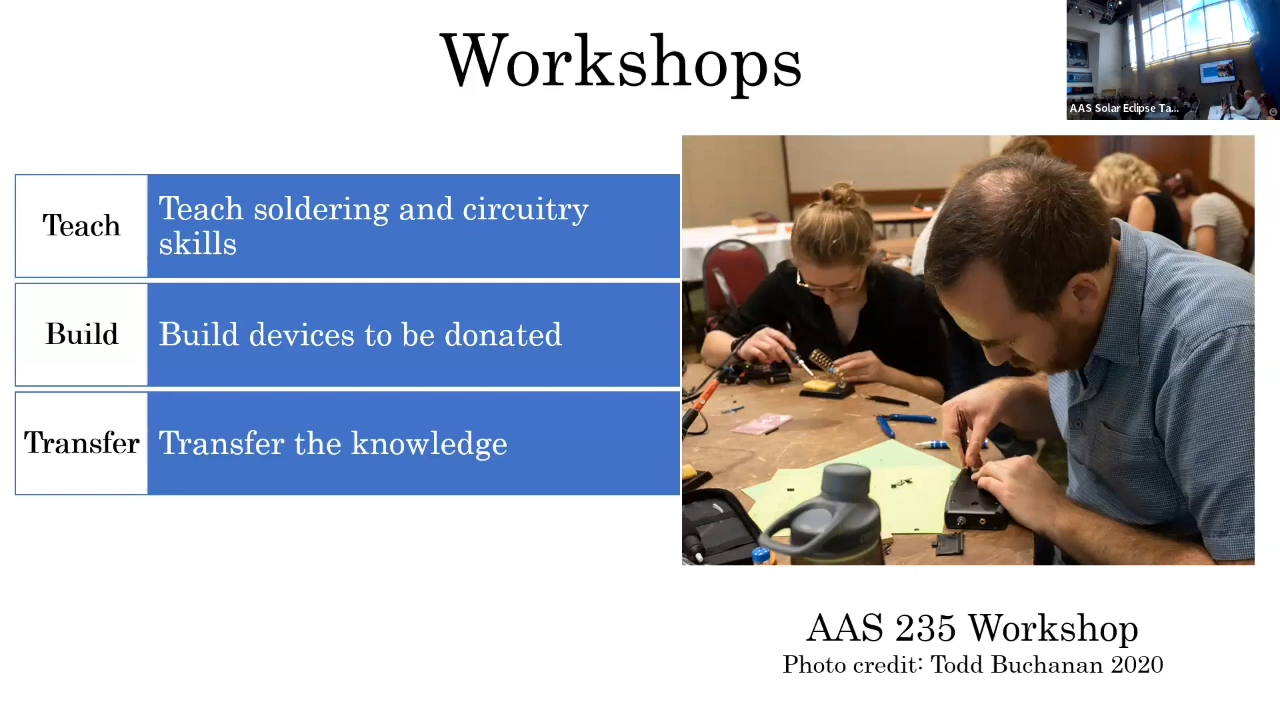 Workshops
AAS Solar Eclipse Ta...
Teach
Teach soldering and circuitry
skills
Build
Build devices to be donated
Transfer
Transfer the knowledge
AAS 235 Workshop
Photo credit: Todd Buchanan 2020